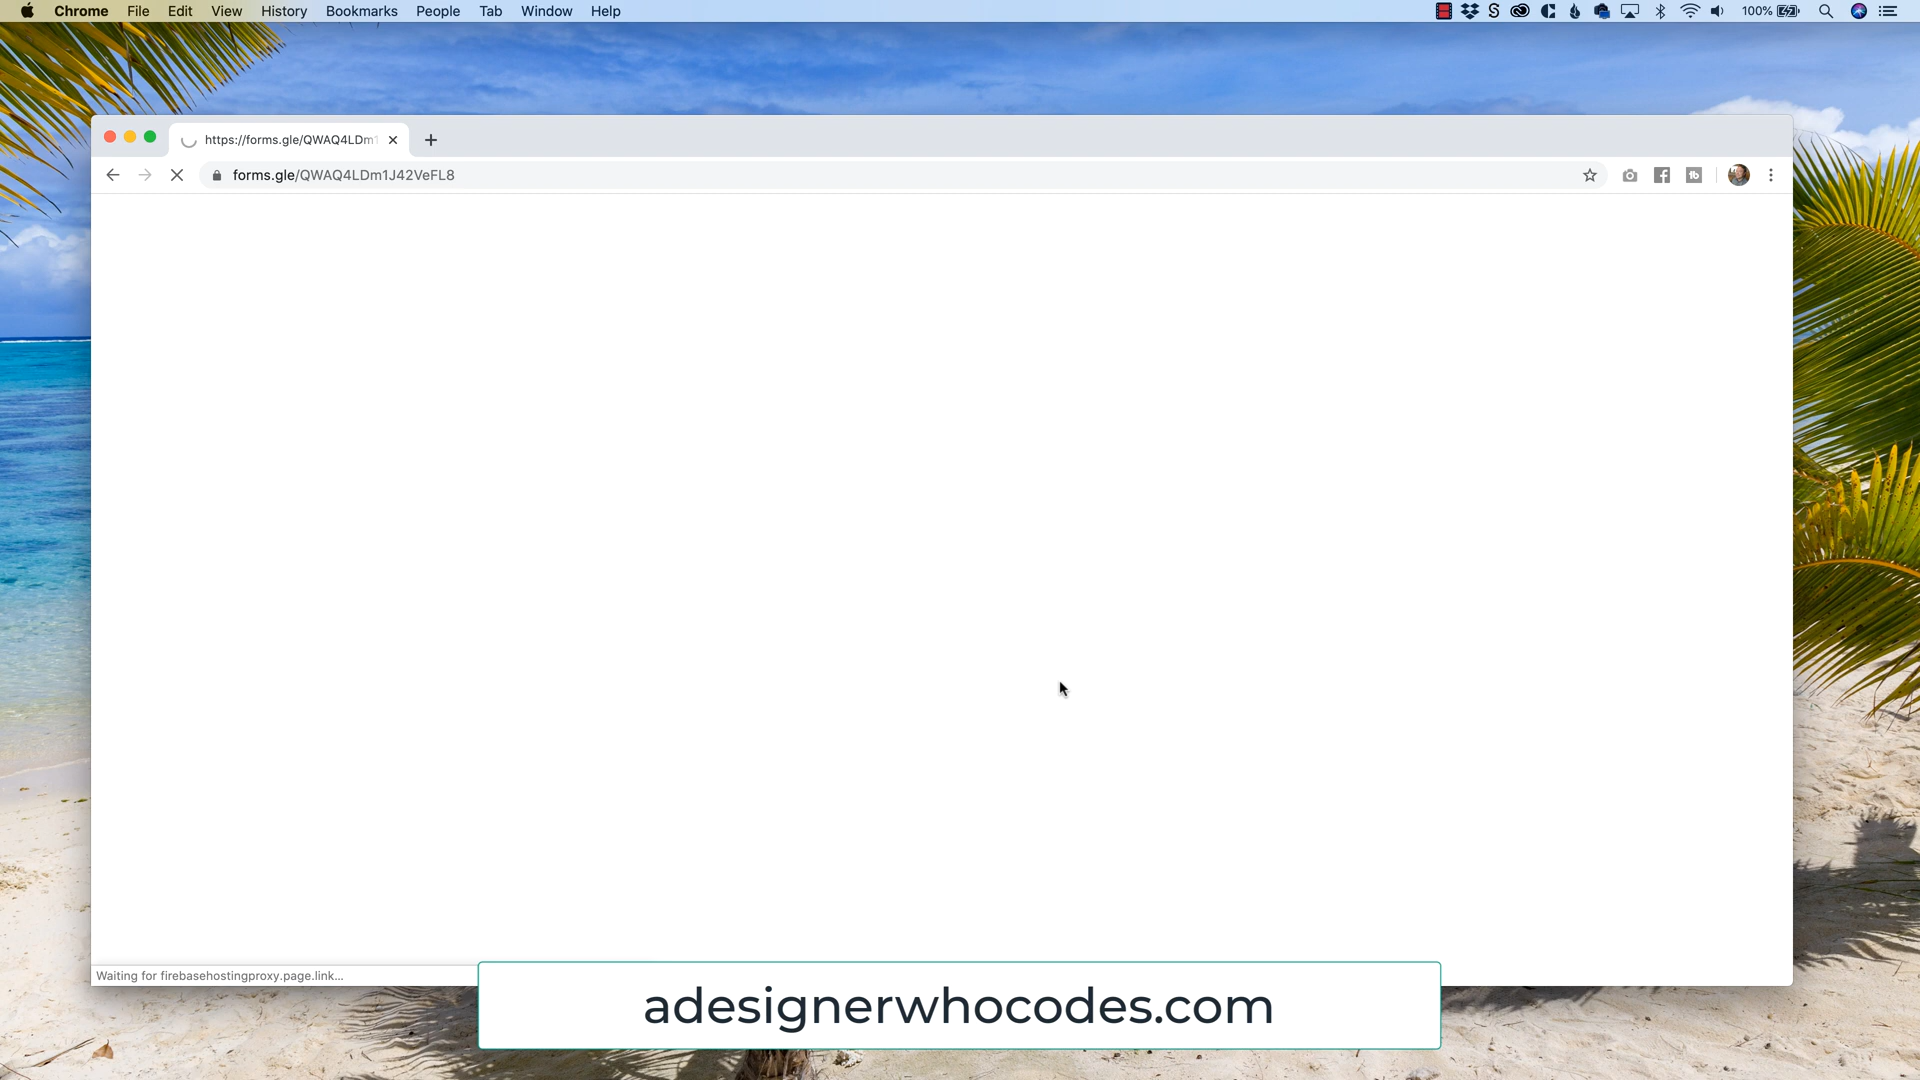 Chrome File Edit View History Bookmarks People Tab Window Help
100%
https://forms.gle/QWAQ4LDm1
forms.gle/QWAQ4LDm1J42VeFL8
Waiting for firebasehostingproxy.page.link...
adesignerwhocodes.com